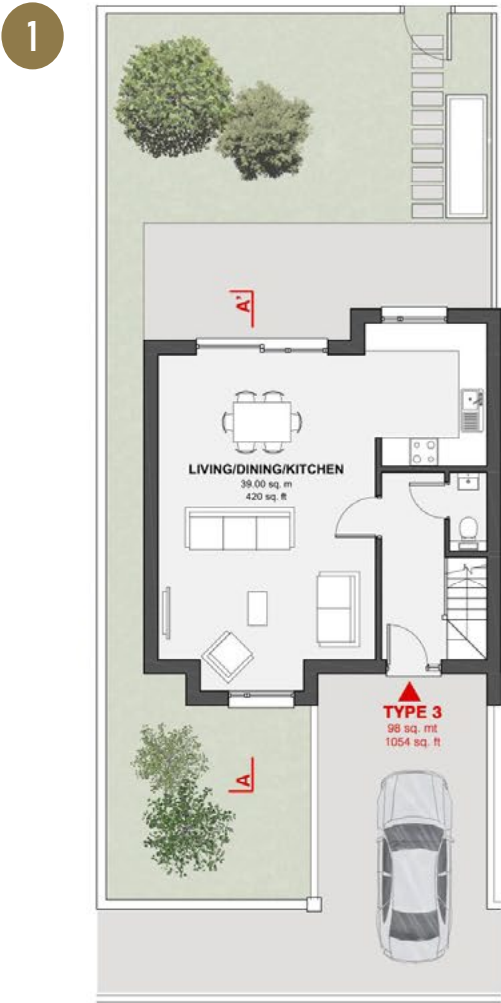 1
A'
LIVING/DINING/KITCHEN
39.00 sq. m
420 sq. ft
TYPE 3
98 sq. mt
1054 sq. ft
A